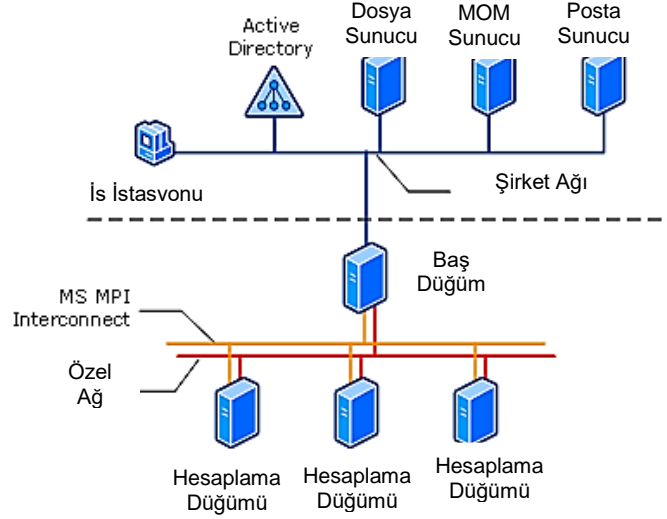 Active
Directory
Dosya
Sunucu
MOM
Sunucu
Posta
Sunucu
İs İstasvonu
Şirket Ağı
Baş
Düğüm
MS MPI
Interconnect
Özel
Ağ
Hesaplama
Düğümü
Hesaplama
Düğümü
Hesaplama
Düğümü